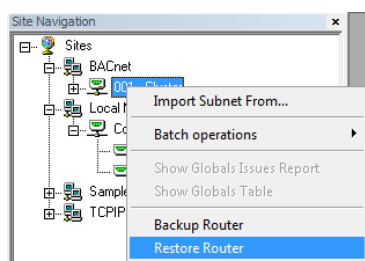 Site Navigation x
Sites
BACnet
001
Import Subnet From...
Local
Batch operations
Show Globals Issues Report
Show Globals Table
Sample
TCPIP
Backup Router
Restore Router